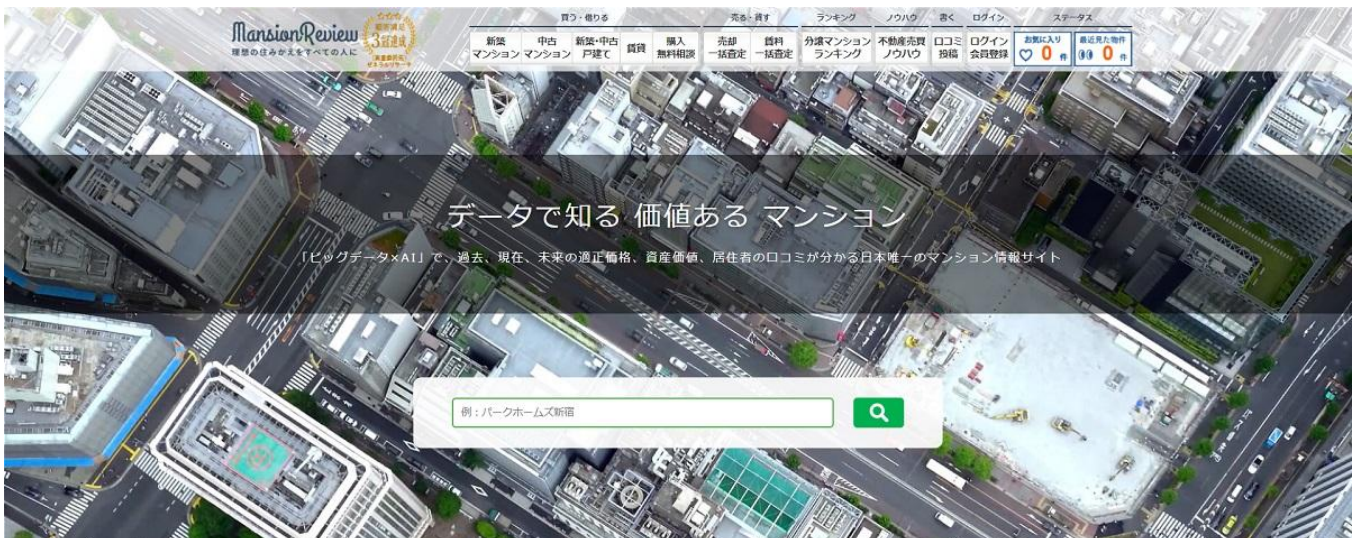 MansionReview
理想の住みかえをすべての人に
3冠達成
買う・借りる
新築
マンション
中古
マンション
新築・中古
戸建て
賃貸
購入
無料相談
売る・貸す
売却
一括査定
賃料
一括査定
ランキング
分譲マンション
ランキング
ノウハウ
不動産売買
ノウハウ
書く
口コミ
投稿
ログイン
ログイン
会員登録
ステータス
お気に入り
0 件
最近見た物件
0 件
データで知る 価値ある マンション
「ビッグデータ×AI」で、過去、現在、未来の適正価格、資産価値、居住者の口コミが分かる日本唯一のマンション情報サイト
例：パークホームズ新宿